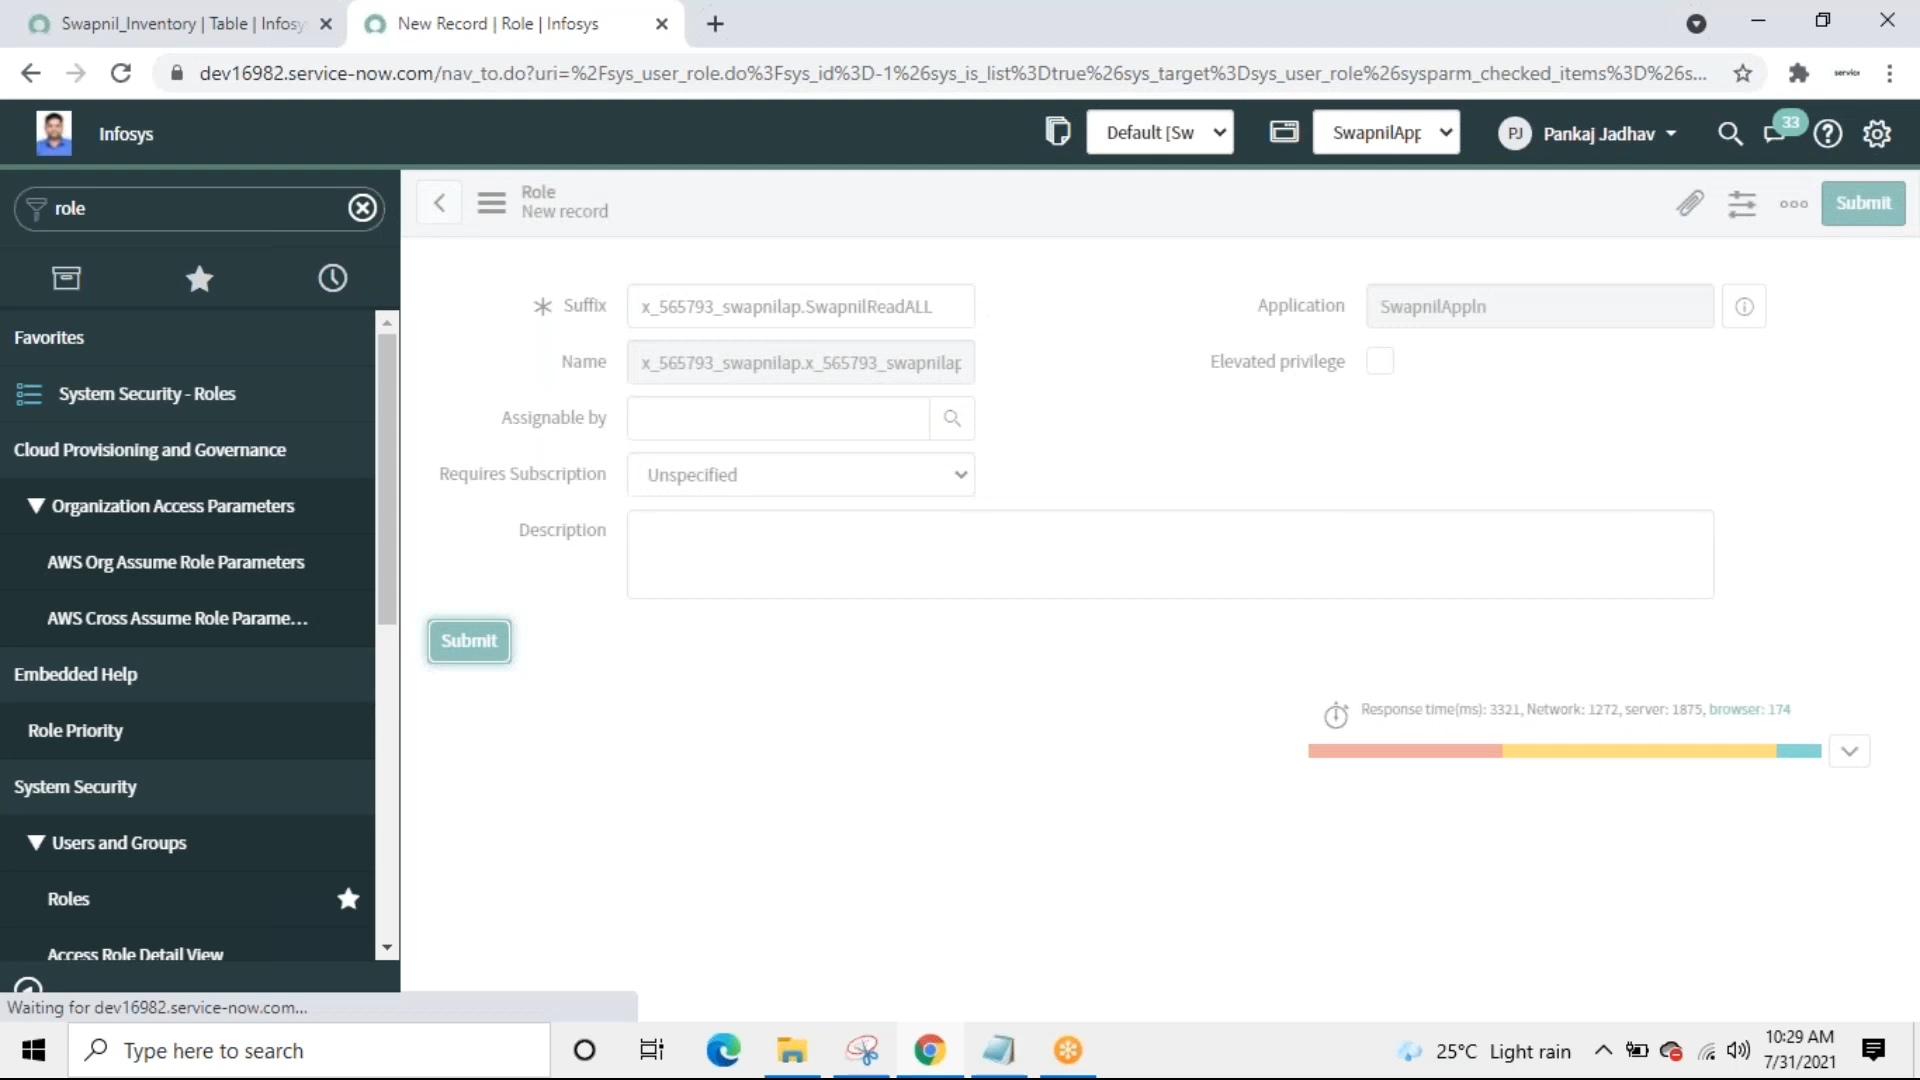 Swapnil_Inventory | Table | Infosy
New Record | Role | Infosys
dev16982.service-now.com/nav_to.do?uri=%2Fsys_user_role.do%3Fsys_id%3D-1%26sys_is_list%3Dtrue%26sys_target%3Dsys_user_role%26sysparm_checked_items%3D%26s...
service
Infosys
Default [Sw
SwapnilApp
PJ
Pankaj Jadhav
33
role
Role
New record
Submit
Favorites
System Security - Roles
Cloud Provisioning and Governance
Organization Access Parameters
AWS Org Assume Role Parameters
AWS Cross Assume Role Parame...
Embedded Help
Role Priority
System Security
Users and Groups
Roles
Access Role Detail View
Suffix
x_565793_swapnilap.SwapnilReadALL
Application
SwapnilAppln
Name
x_565793_swapnilap.x_565793_swapnilap
Elevated privilege
Assignable by
Requires Subscription
Unspecified
Description
Submit
Response time(ms): 3321, Network: 1272, server: 1875, browser: 174
Waiting for dev16982.service-now.com...
Type here to search
25°C Light rain
10:29 AM
7/31/2021